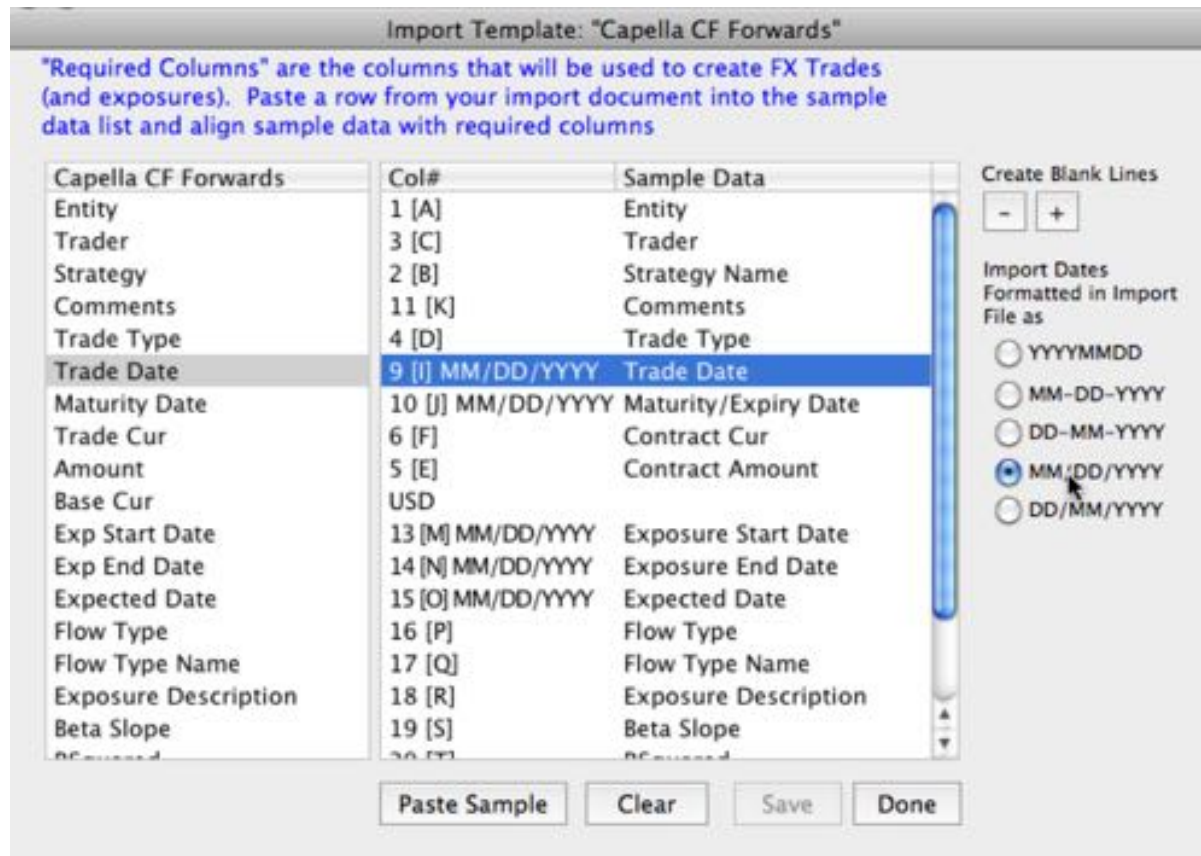 Import Template: "Capella CF Forwards"
"Required Columns" are the columns that will be used to create FX Trades
(and exposures).  Paste a row from your import document into the sample
data list and align sample data with required columns
Capella CF Forwards Col# Sample Data
Entity 1 [A] Entity
Trader 3 [C] Trader
Strategy 2 [B] Strategy Name
Comments 11 [K] Comments
Trade Type 4 [D] Trade Type
Trade Date 9 [I] MM/DD/YYYY Trade Date
Maturity Date 10 [J] MM/DD/YYYY Maturity/Expiry Date
Trade Cur 6 [F] Contract Cur
Amount 5 [E] Contract Amount
Base Cur USD
Exp Start Date 13 [M] MM/DD/YYYY Exposure Start Date
Exp End Date 14 [N] MM/DD/YYYY Exposure End Date
Expected Date 15 [O] MM/DD/YYYY Expected Date
Flow Type 16 [P] Flow Type
Flow Type Name 17 [Q] Flow Type Name
Exposure Description 18 [R] Exposure Description
Beta Slope 19 [S] Beta Slope
Create Blank Lines
- +
Import Dates
Formatted in Import
File as
YYYYMMDD
MM-DD-YYYY
DD-MM-YYYY
MM/DD/YYYY
DD/MM/YYYY
Paste Sample Clear Save Done